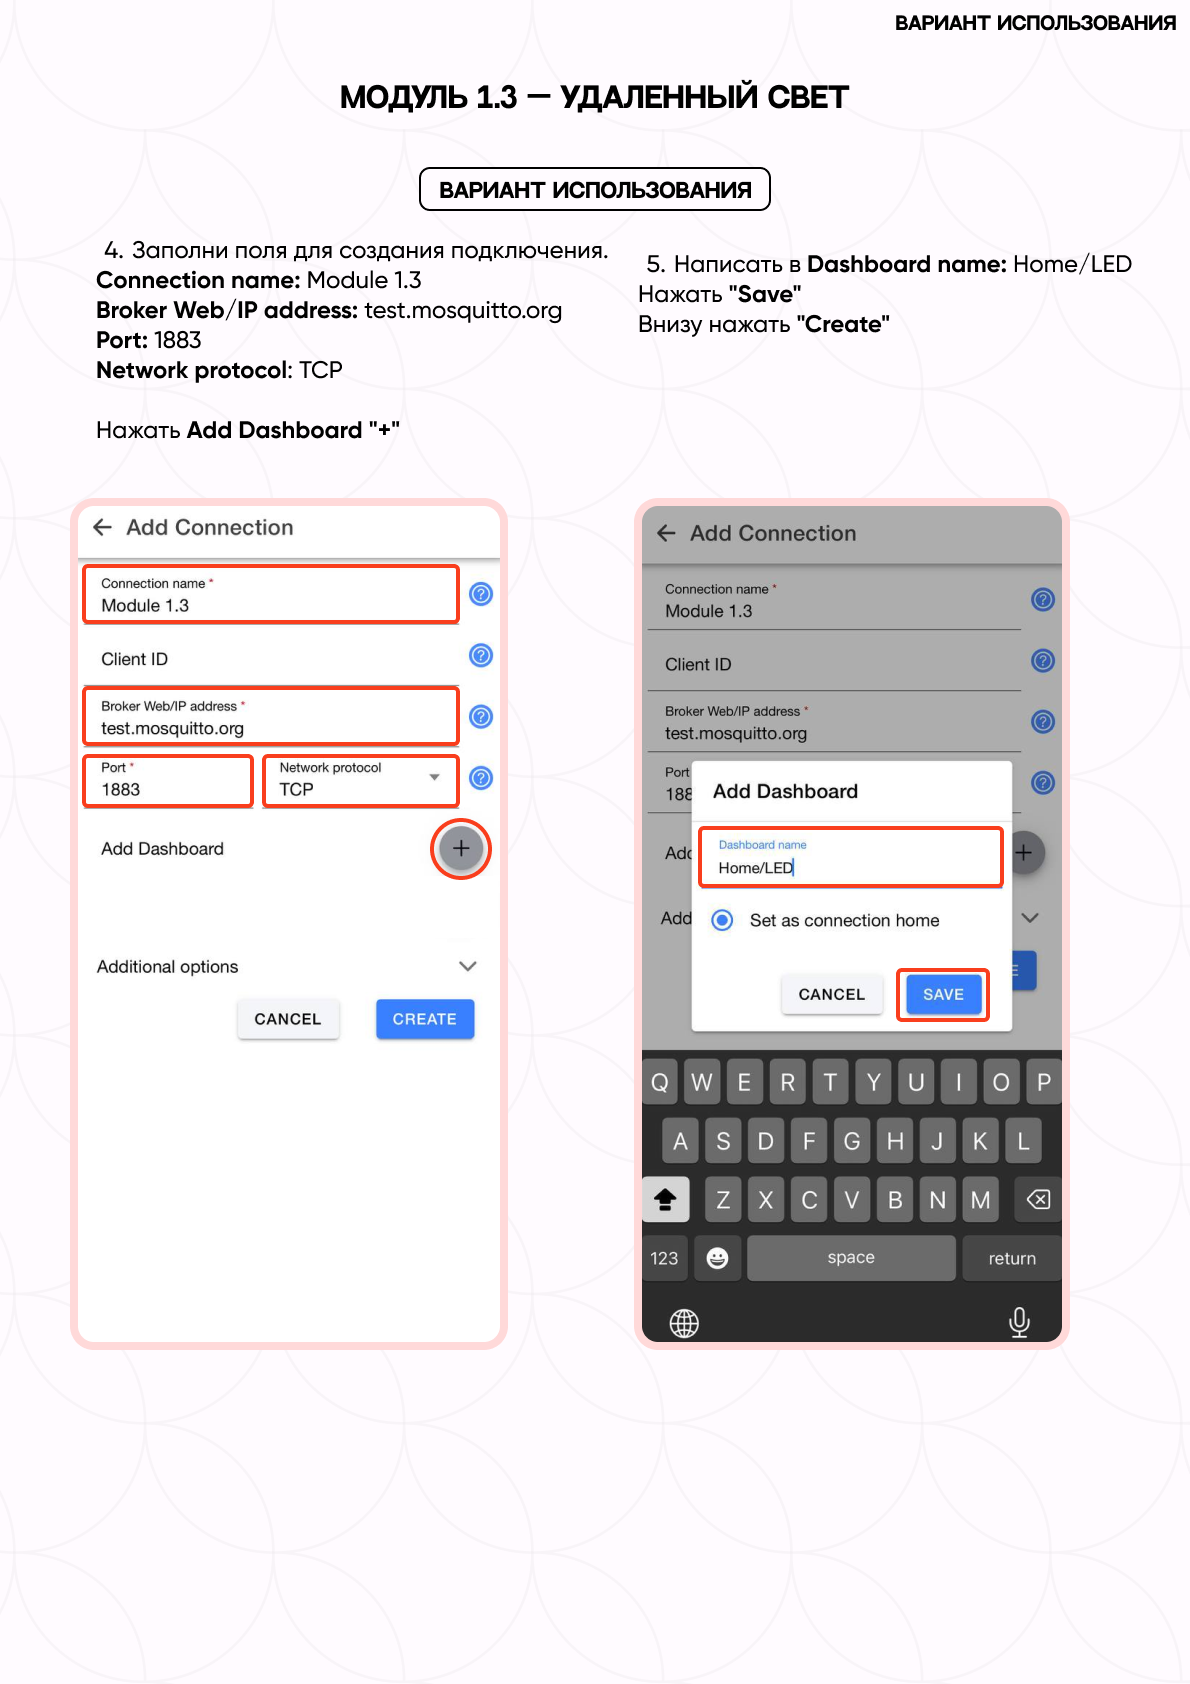 ВАРИАНТ ИСПОЛЬЗОВАНИЯ
МОДУЛЬ 1.3 — УДАЛЕННЫЙ СВЕТ
ВАРИАНТ ИСПОЛЬЗОВАНИЯ
4. Заполни поля для создания подключения.
Connection name: Module 1.3
Broker Web/IP address: test.mosquitto.org
Port: 1883
Network protocol: TCP
Нажать Add Dashboard "+"
5. Написать в Dashboard name: Home/LED
Нажать "Save"
Внизу нажать "Create"
Add Connection
Connection name *
Module 1.3
Client ID
Broker Web/IP address *
test.mosquitto.org
Port * Network protocol
1883 TCP
Add Dashboard
Additional options
CANCEL CREATE
Add Connection
Connection name *
Module 1.3
Client ID
Broker Web/IP address *
test.mosquitto.org
Port
188
Add Dashboard
Dashboard name
Home/LED
Add
Add
Set as connection home
E
CANCEL SAVE
Q W E R T Y U I O P
A S D F G H J K L
Z X C V B N M
123 space return